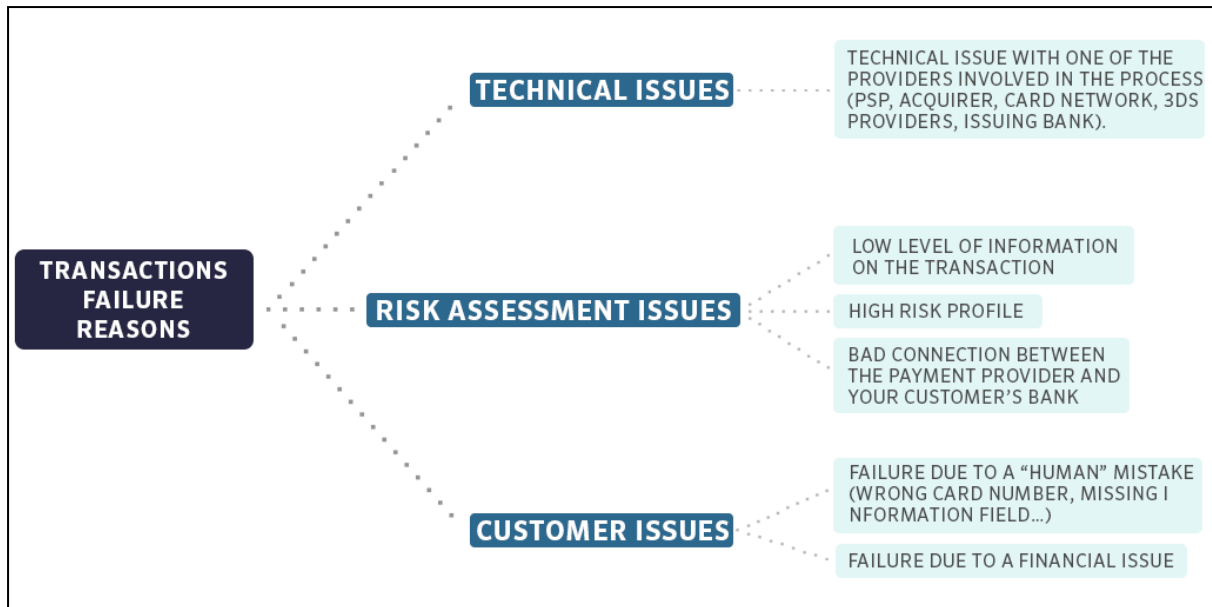 TRANSACTIONS
FAILURE
REASONS
TECHNICAL ISSUES
TECHNICAL ISSUE WITH ONE OF THE
PROVIDERS INVOLVED IN THE PROCESS
(PSP, ACQUIRER, CARD NETWORK, 3DS
PROVIDERS, ISSUING BANK).
RISK ASSESSMENT ISSUES
LOW LEVEL OF INFORMATION
ON THE TRANSACTION
HIGH RISK PROFILE
BAD CONNECTION BETWEEN
THE PAYMENT PROVIDER AND
YOUR CUSTOMER’S BANK
CUSTOMER ISSUES
FAILURE DUE TO A “HUMAN” MISTAKE
(WRONG CARD NUMBER, MISSING I
NFORMATION FIELD…)
FAILURE DUE TO A FINANCIAL ISSUE